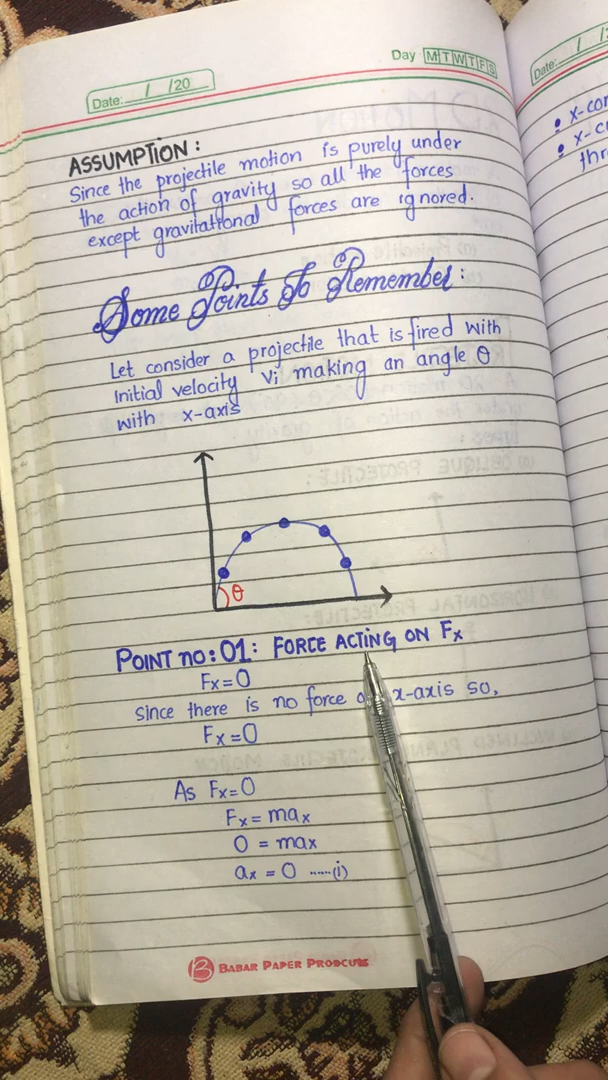 Day M T W T F S
Date: / /20
ASSUMPTION:
Since the projectile motion is purely under
the action of gravity so all the forces
except gravitational forces are ignored.
Some Points To Remember:
Let consider a projectile that is fired with
Initial velocity Vi making an angle θ
with x-axis
θ
POINT no:01: FORCE ACTING ON Fx
Fx=0
Since there is no force x-axis so,
Fx=0
As Fx=0
Fx = max
0 = max
ax = 0 ......(i)
B BABAR PAPER PRODCUTS
Date: /
• x-
• x-